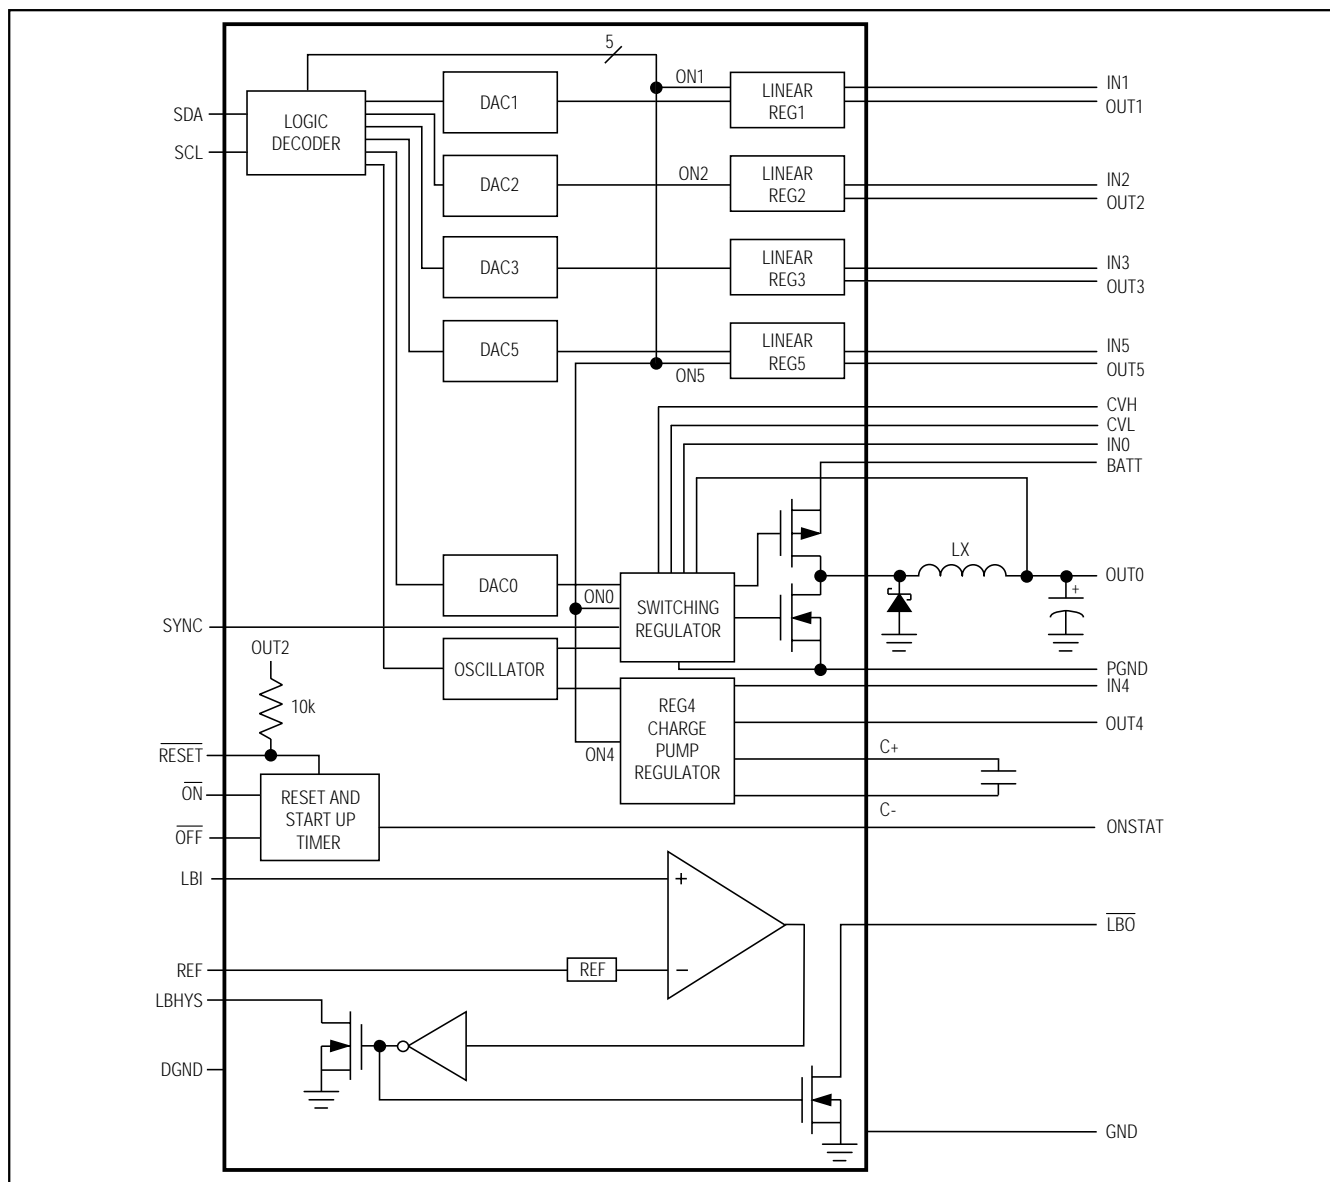 5
ON1
IN1
SDA
LOGIC
DECODER
DAC1
LINEAR
REG1
OUT1
SCL
DAC2
ON2
LINEAR
REG2
IN2
OUT2
DAC3
LINEAR
REG3
IN3
OUT3
DAC5
LINEAR
REG5
IN5
OUT5
ON5
CVH
CVL
IN0
BATT
LX
DAC0
ON0
SWITCHING
REGULATOR
OUT0
+
SYNC
OUT2
OSCILLATOR
PGND
IN4
10k
REG4
CHARGE
PUMP
REGULATOR
OUT4
ON4
C+
C-
RESET
ON
OFF
RESET AND
START UP
TIMER
ONSTAT
LBI
+
LBO
REF
REF
−
LBHYS
DGND
GND